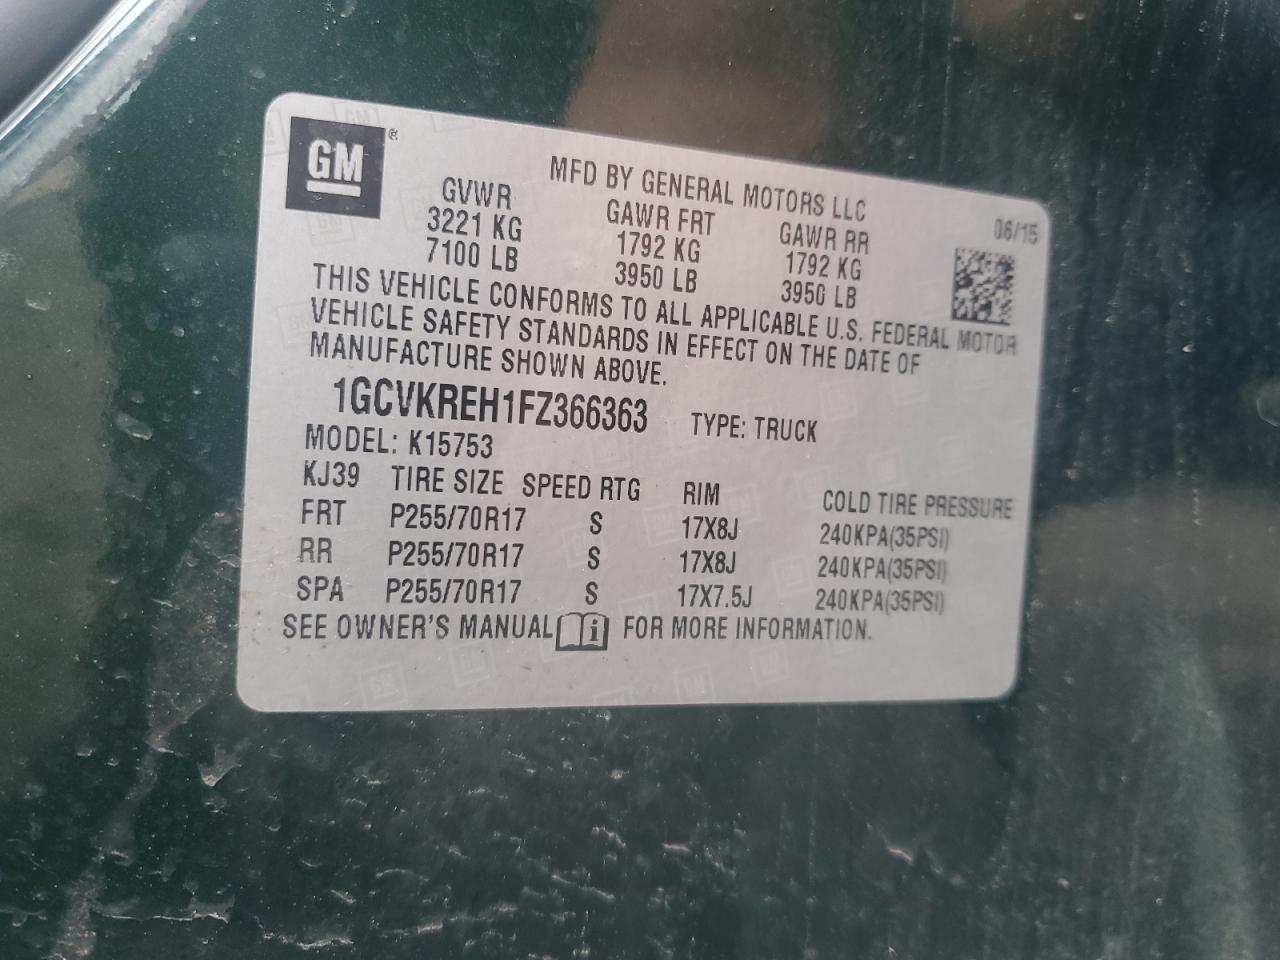 GM®
MFD BY GENERAL MOTORS LLC
06/15
GVWR GAWR FRT GAWR RR
3221 KG 1792 KG 1792 KG
7100 LB 3950 LB 3950 LB
THIS VEHICLE CONFORMS TO ALL APPLICABLE U.S. FEDERAL MOTOR
VEHICLE SAFETY STANDARDS IN EFFECT ON THE DATE OF
MANUFACTURE SHOWN ABOVE.
1GCVKREH1FZ366363 TYPE: TRUCK
MODEL: K15753
KJ39 TIRE SIZE SPEED RTG RIM COLD TIRE PRESSURE
FRT P255/70R17 S 17X8J 240KPA(35PSI)
RR P255/70R17 S 17X8J 240KPA(35PSI)
SPA P255/70R17 S 17X7.5J 240KPA(35PSI)
SEE OWNER'S MANUAL i FOR MORE INFORMATION.